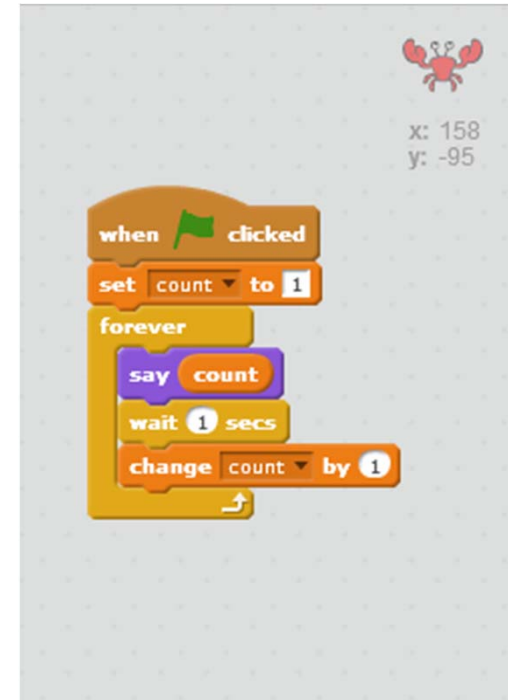 x: 158
y: -95
when clicked
set count to 1
forever
say count
wait 1 secs
change count by 1